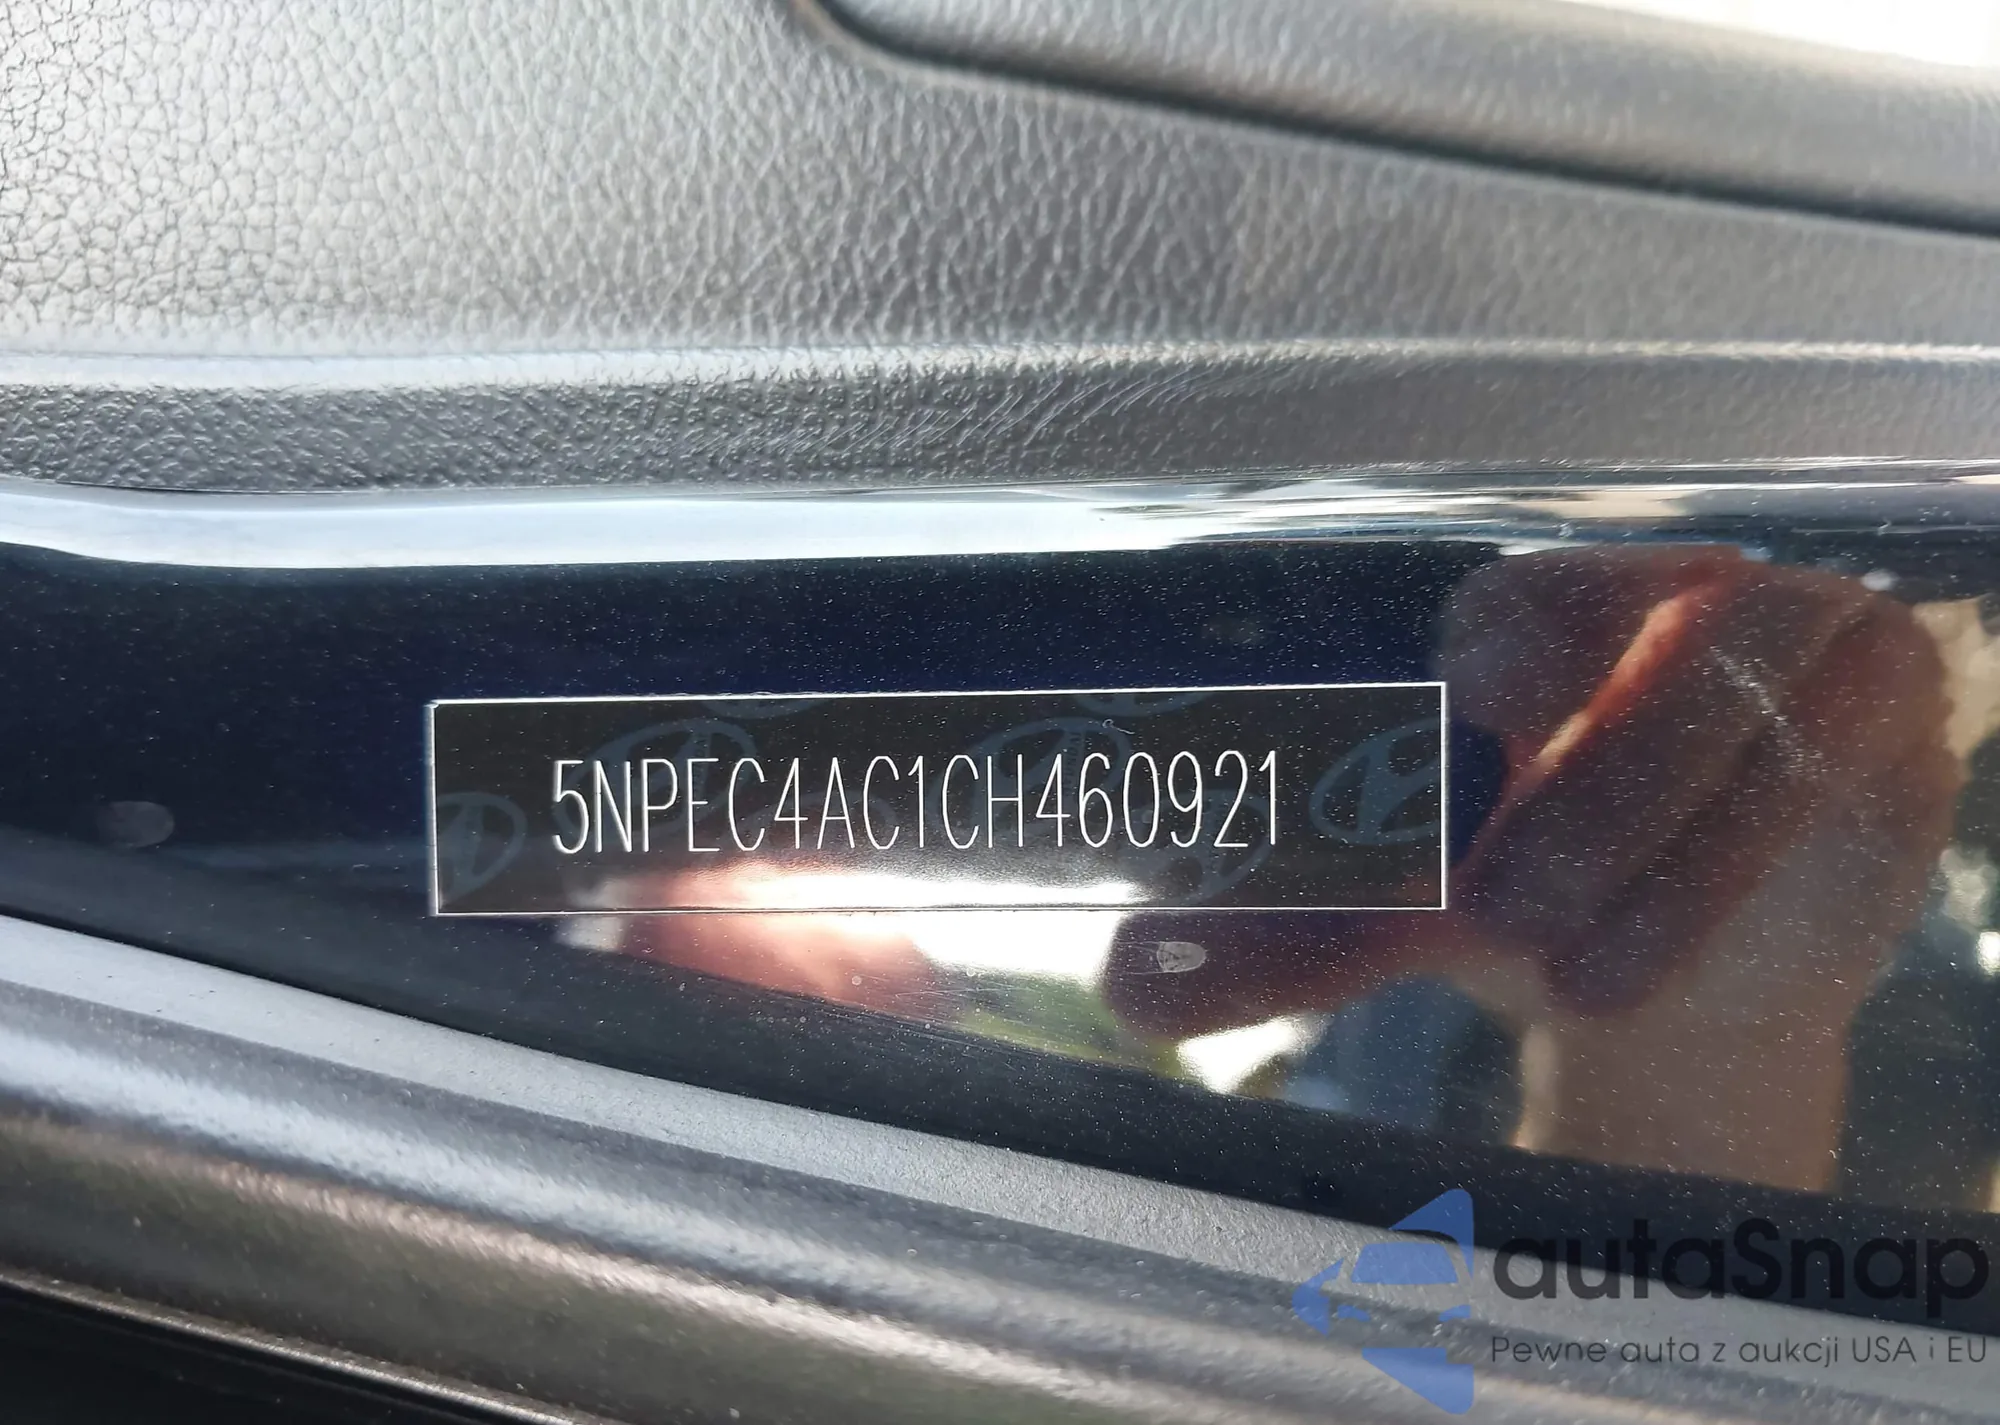 5NPEC4AC1CH460921
autaSnap
Pewne auta z aukcji USA i EU